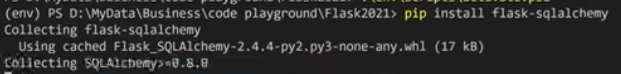 (env) PS D:\MyData\Business\code playground\Flask2021> pip install flask-sqlalchemy
Collecting flask-sqlalchemy
Using cached Flask_SQLAlchemy-2.4.4-py2.py3-none-any.whl (17 kB)
Collecting SQLAlchemy>=0.8.0